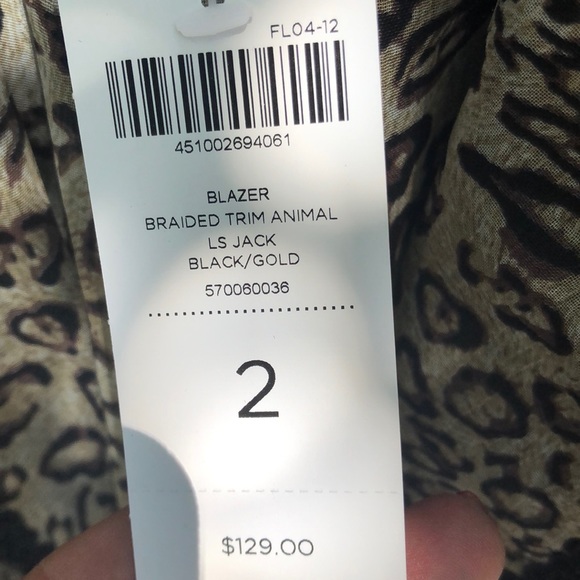 FL04-12
451002694061
BLAZER
BRAIDED TRIM ANIMAL
LS JACK
BLACK/GOLD
570060036
2
$129.00